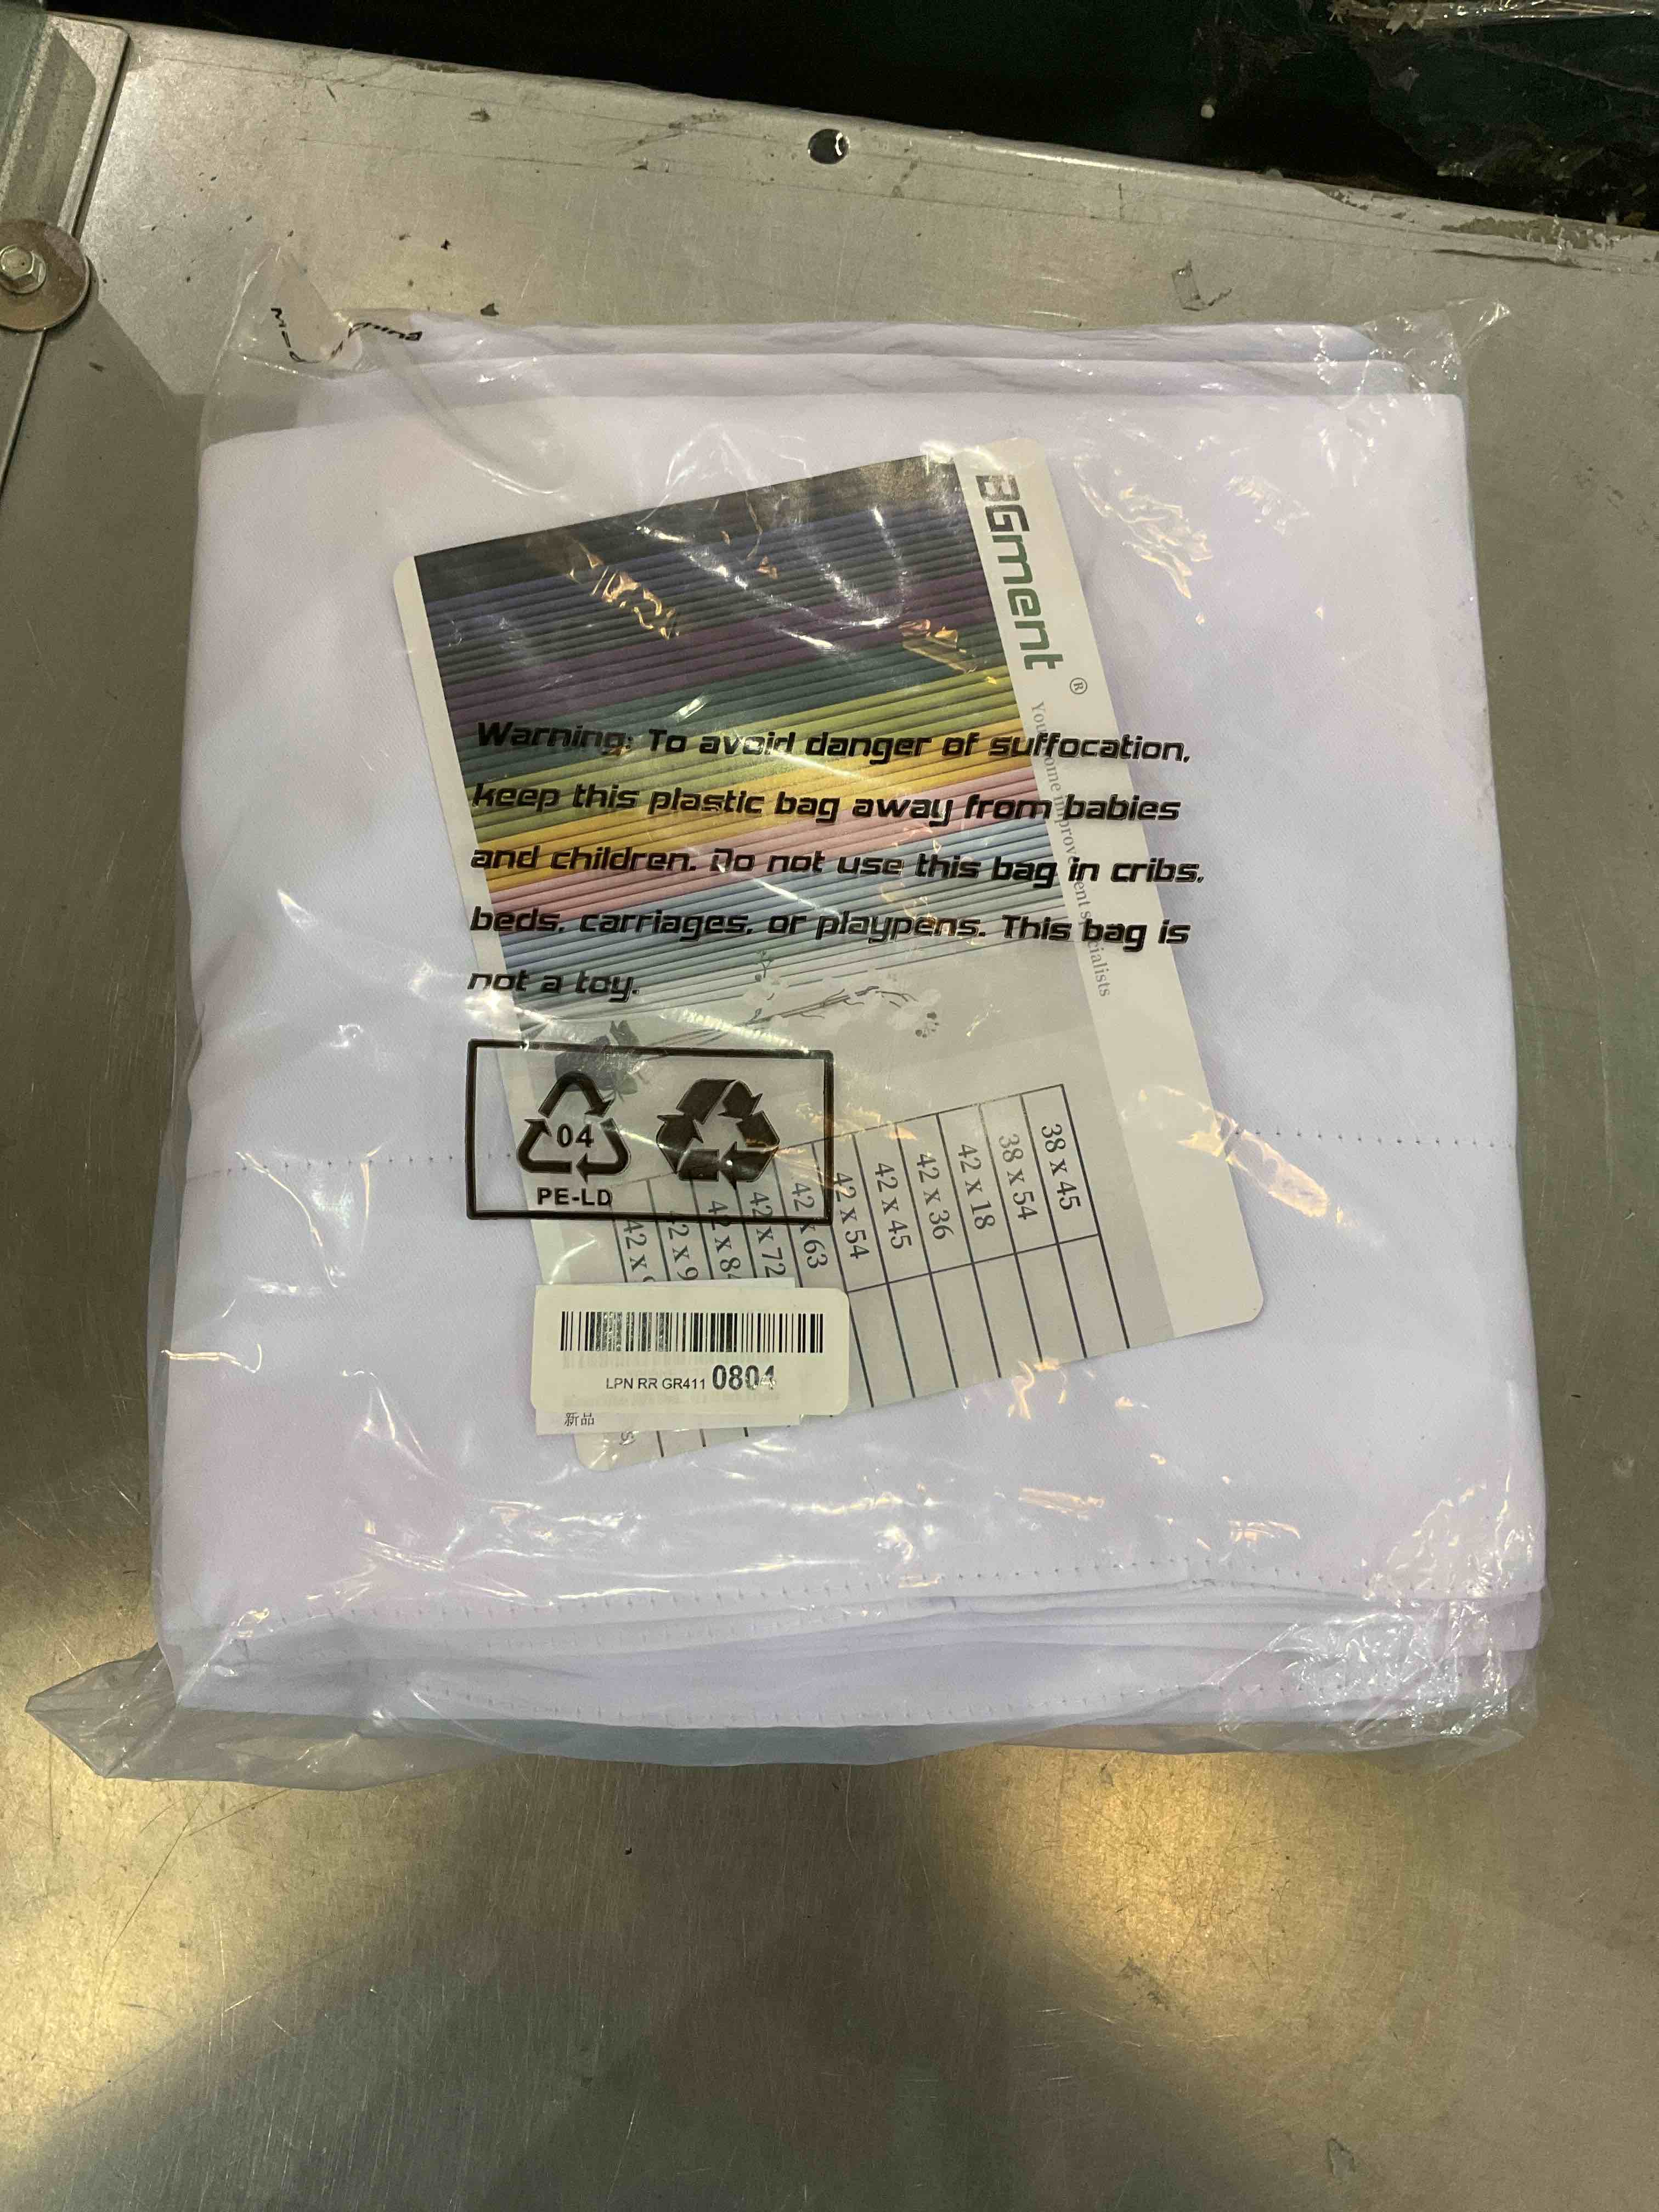 BGment ®
Warning: To avoid danger of suffocation,
keep this plastic bag away from babies
and children. Do not use this bag in cribs,
beds, carriages, or playpens. This bag is
not a toy.
04
PE-LD
38 x 45
38 x 54
42 x 18
42 x 36
42 x 45
42 x 54
42 x 63
42 x 72
LPN RR GR411 0804
新品